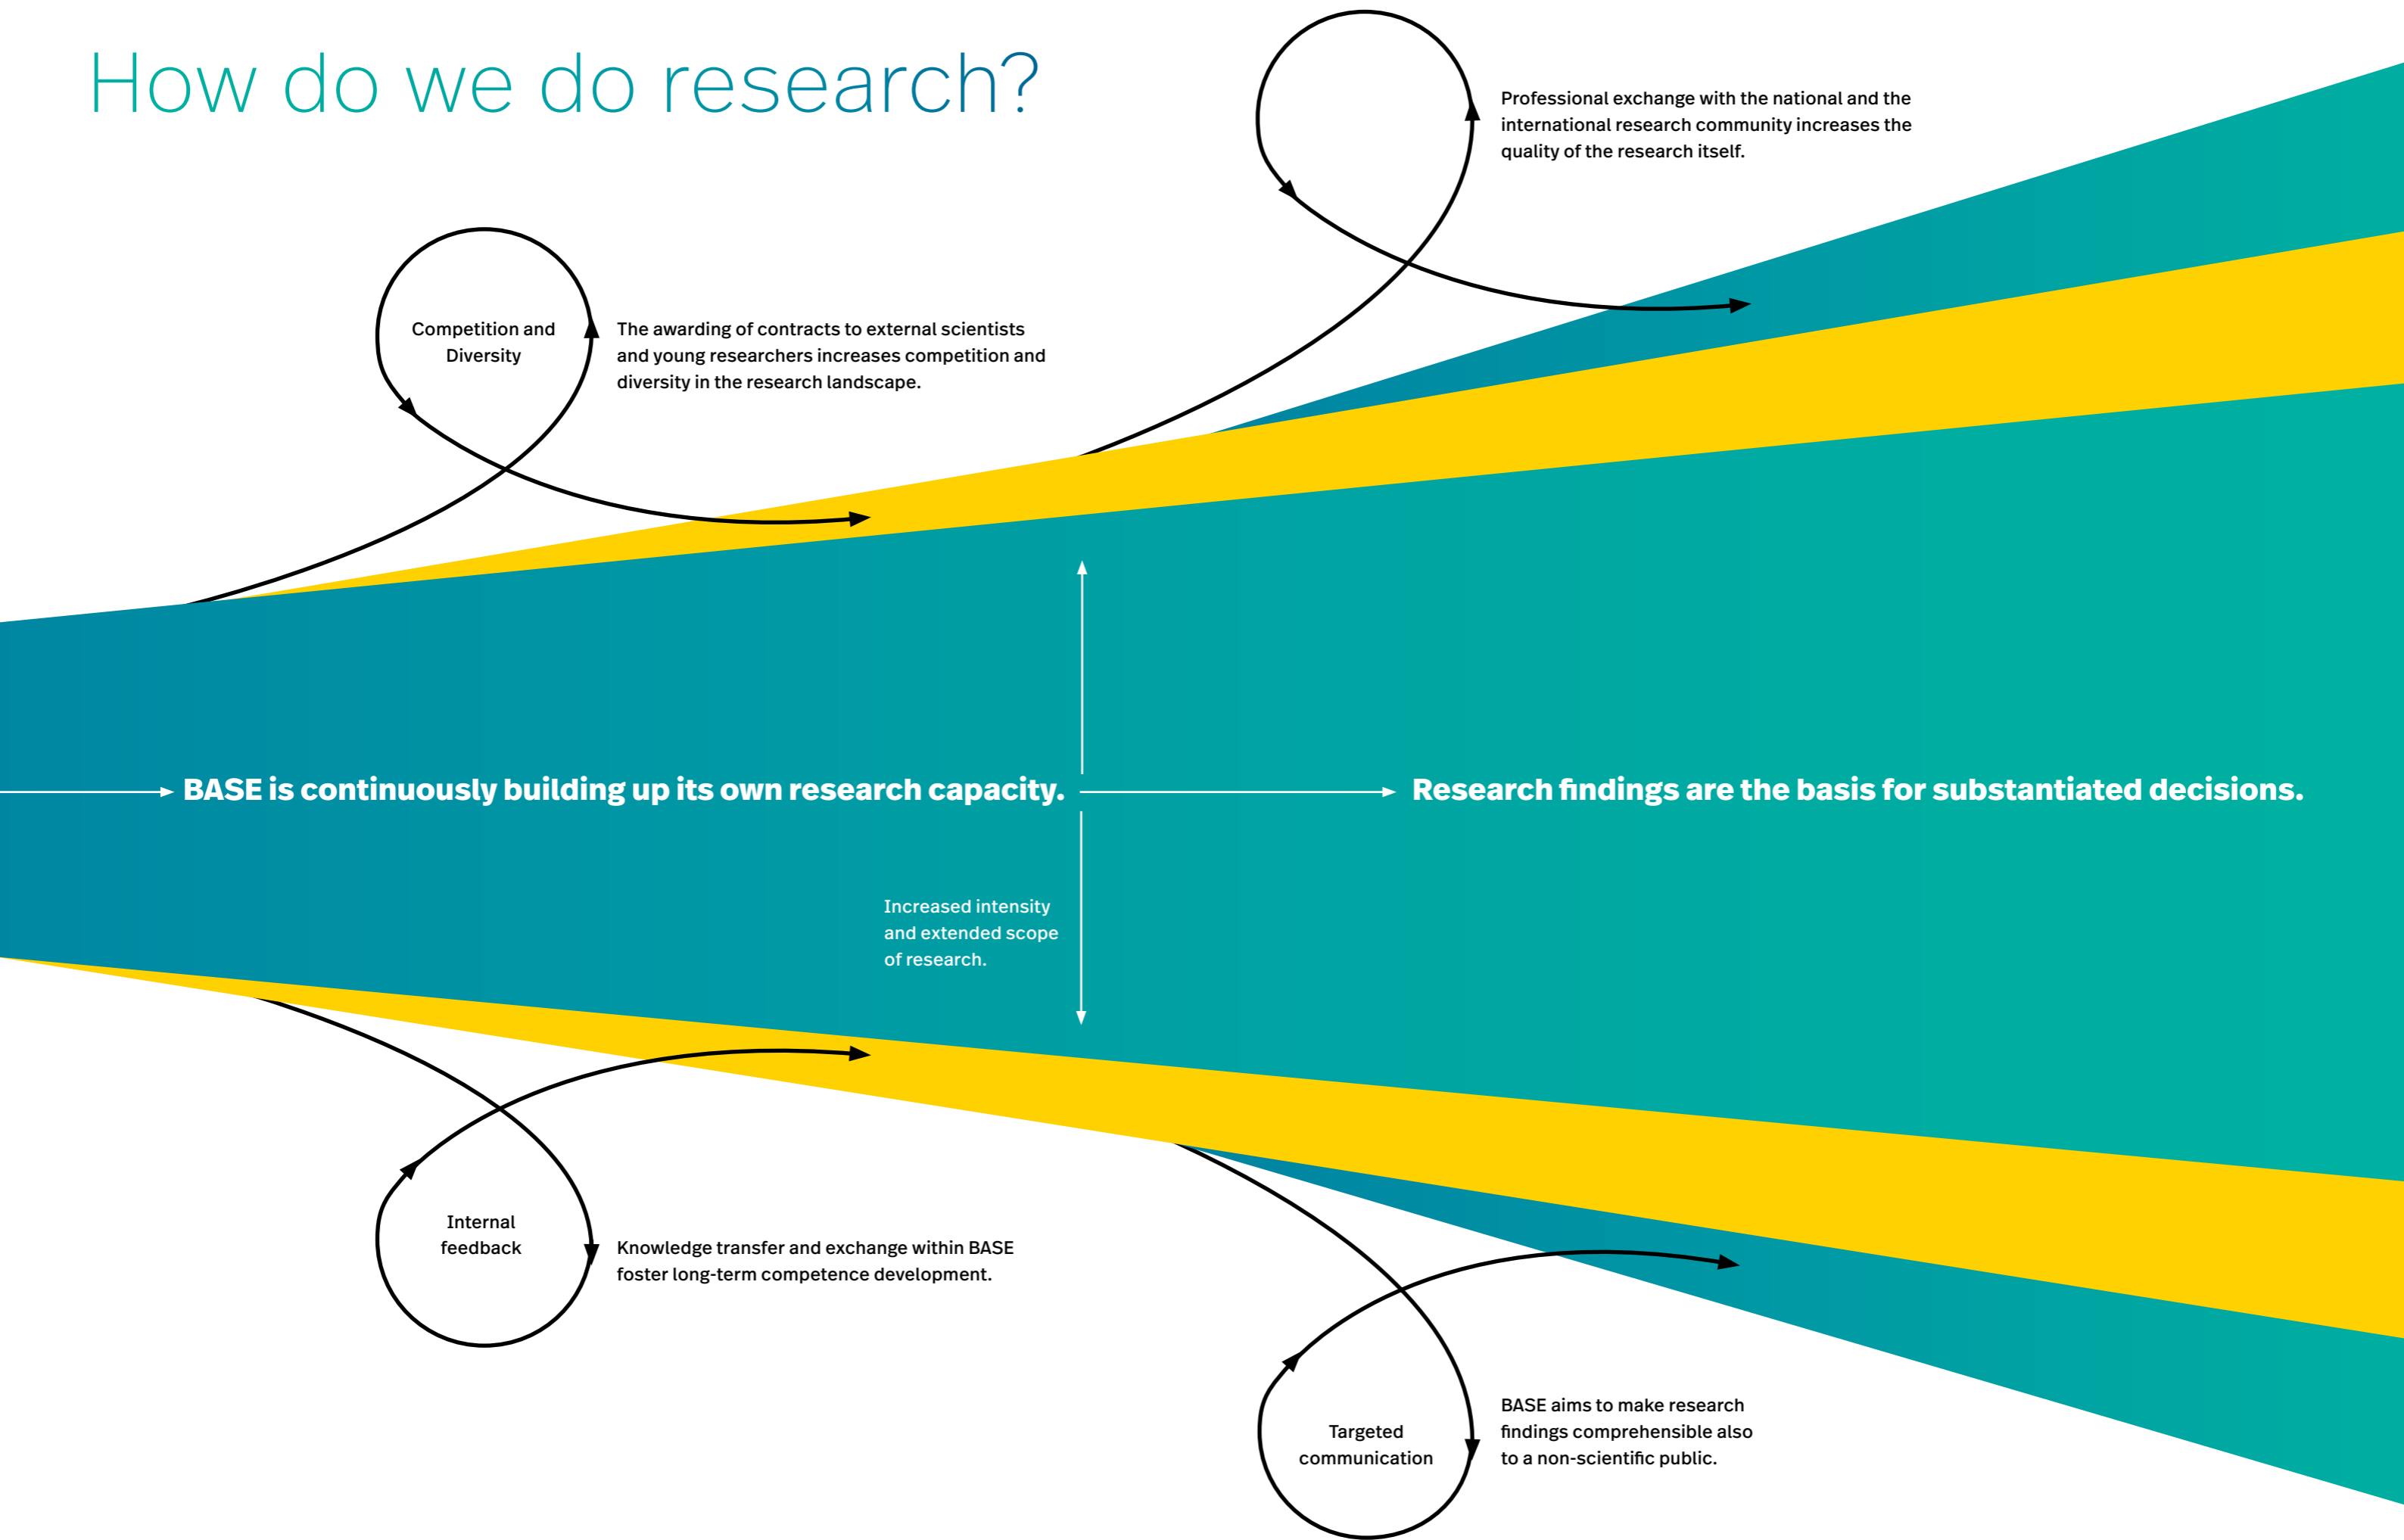 How do we do research?
Professional exchange with the national and the
international research community increases the
quality of the research itself.
Competition and
Diversity
The awarding of contracts to external scientists
and young researchers increases competition and
diversity in the research landscape.
BASE is continuously building up its own research capacity.
Research findings are the basis for substantiated decisions.
Increased intensity
and extended scope
of research.
Internal
feedback
Knowledge transfer and exchange within BASE
foster long-term competence development.
Targeted
communication
BASE aims to make research
findings comprehensible also
to a non-scientific public.